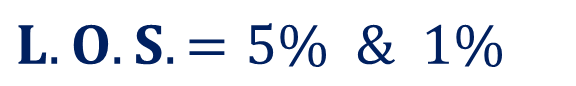 L. O. S. = 5% & 1%